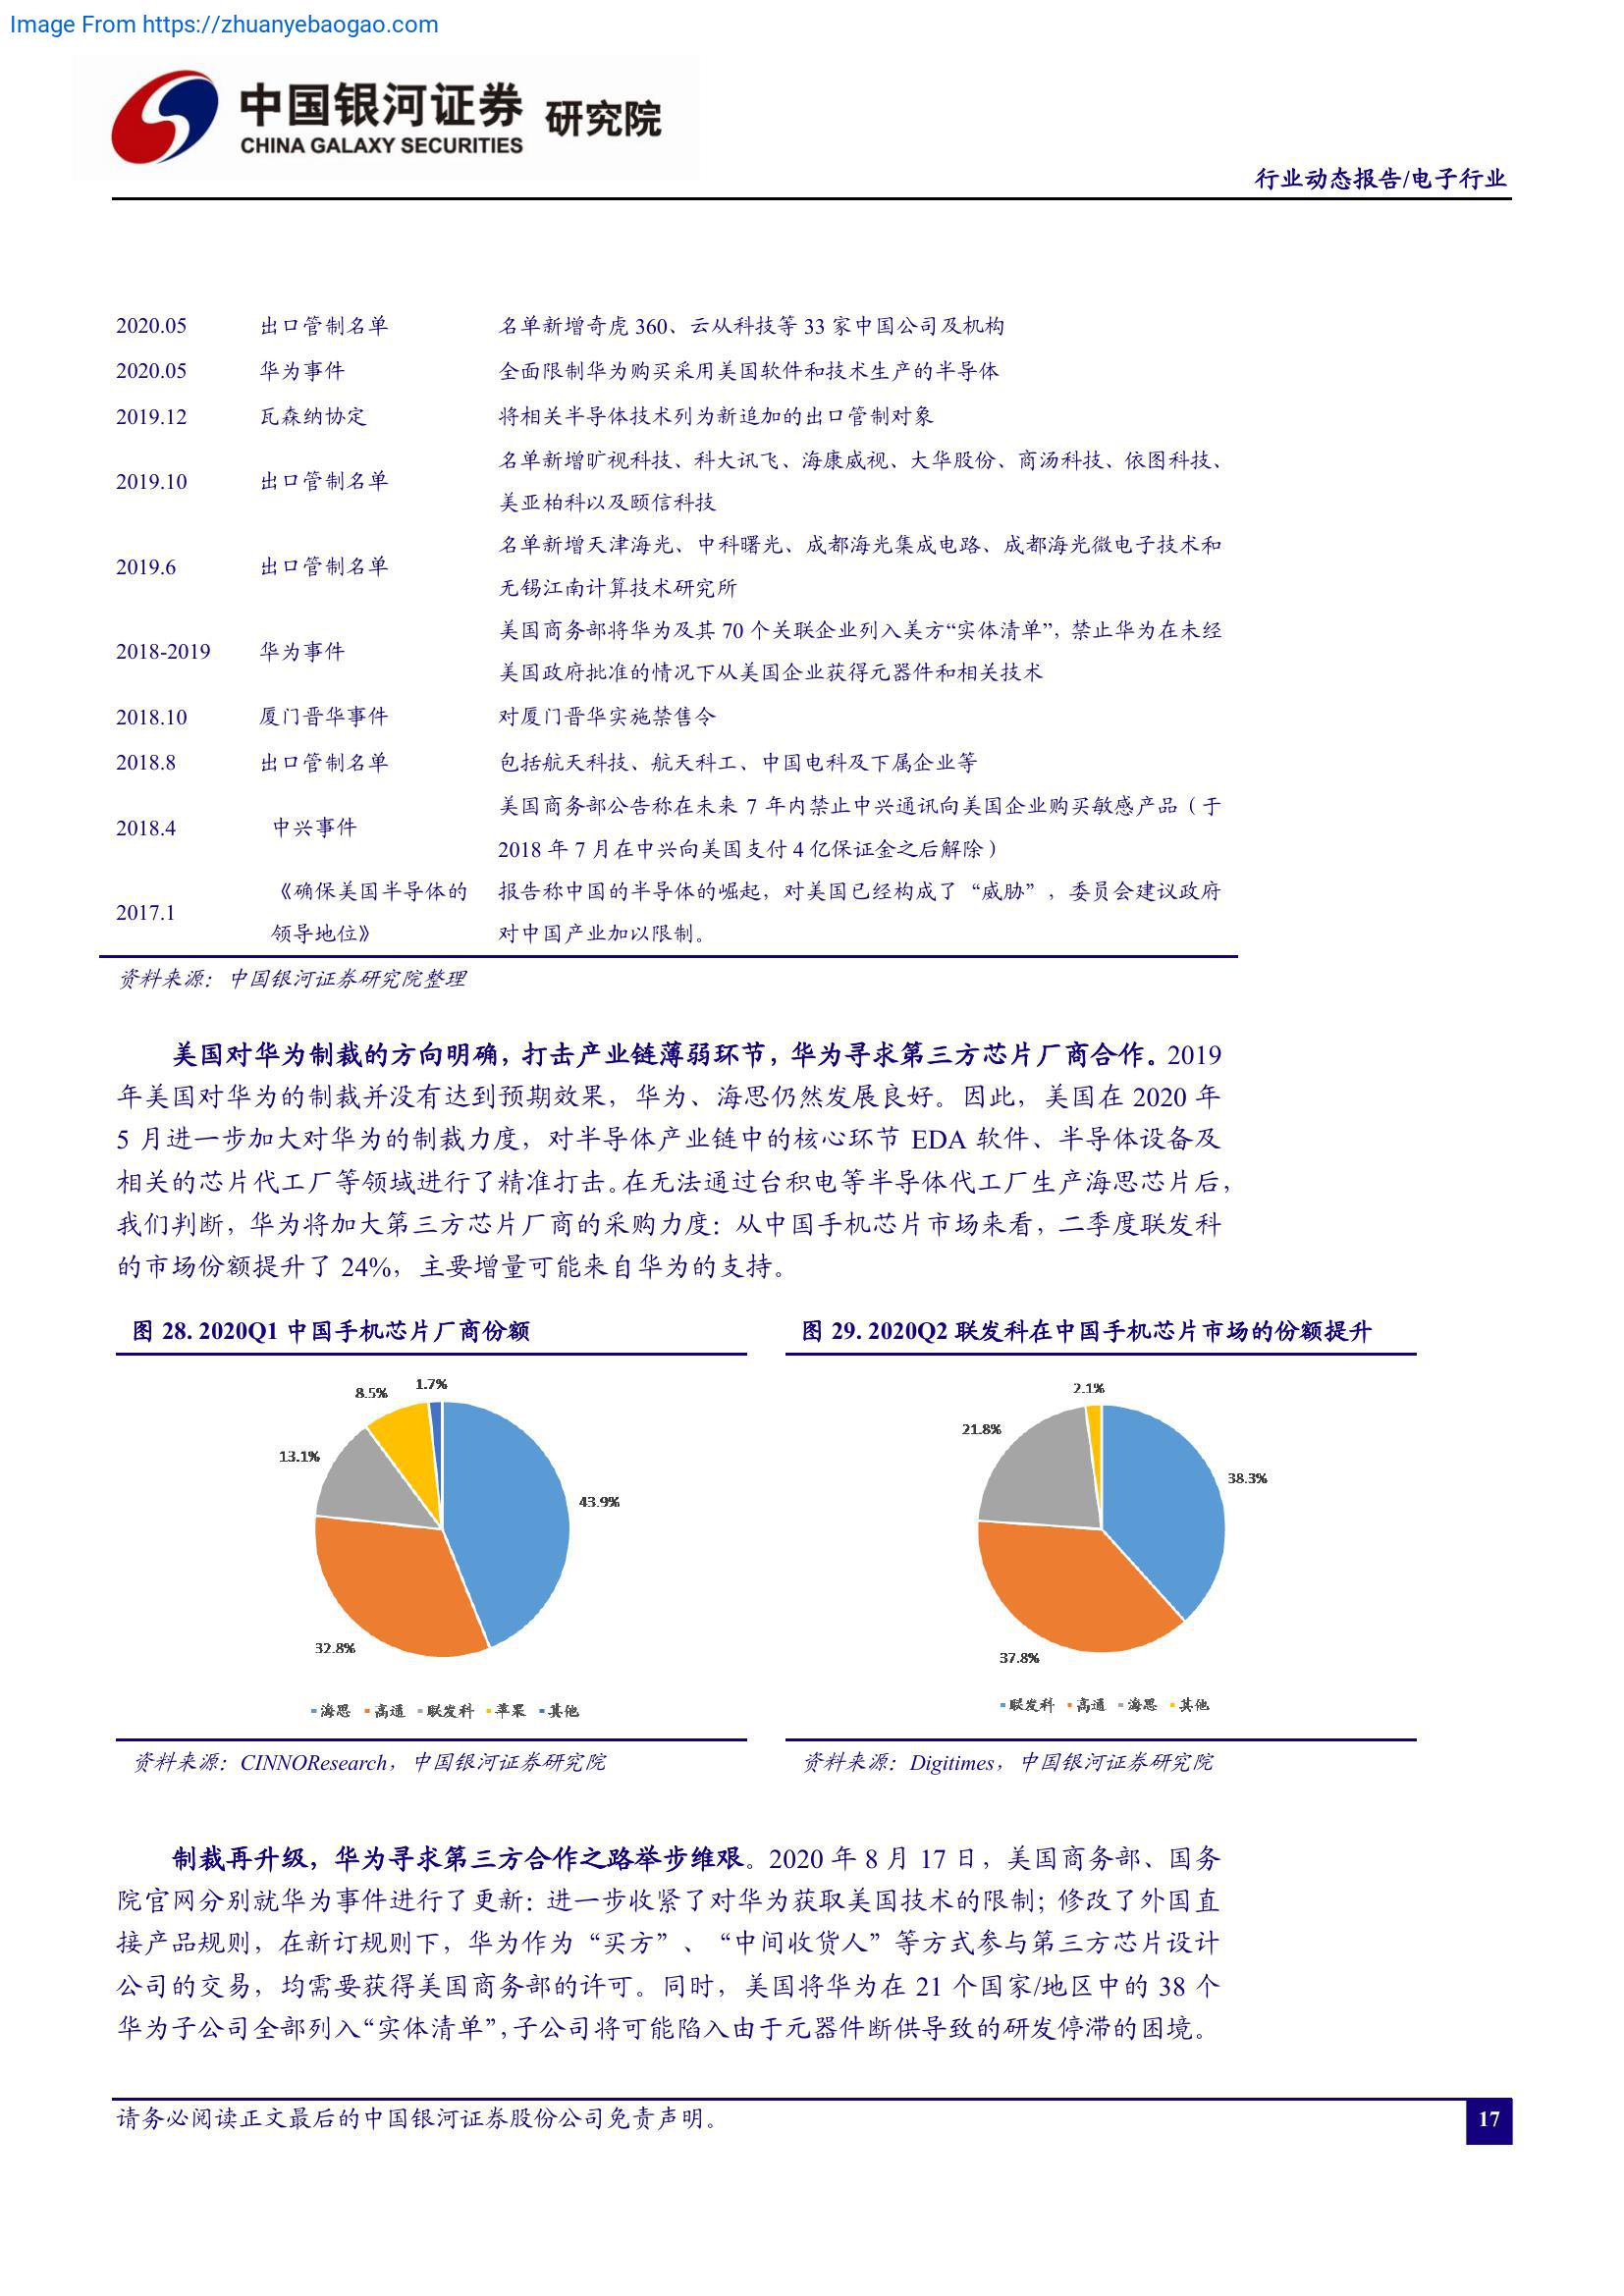 Image From https://zhuanyebaogao.com
中国银河证券 研究院
CHINA GALAXY SECURITIES
行业动态报告/电子行业
2020.05 出口管制名单 名单新增奇虎 360、云从科技等 33 家中国公司及机构
2020.05 华为事件 全面限制华为购买采用美国软件和技术生产的半导体
2019.12 瓦森纳协定 将相关半导体技术列为新追加的出口管制对象
2019.10 出口管制名单 名单新增旷视科技、科大讯飞、海康威视、大华股份、商汤科技、依图科技、
美亚柏科以及颐信科技
2019.6 出口管制名单 名单新增天津海光、中科曙光、成都海光集成电路、成都海光微电子技术和
无锡江南计算技术研究所
2018-2019 华为事件 美国商务部将华为及其 70 个关联企业列入美方“实体清单”，禁止华为在未经
美国政府批准的情况下从美国企业获得元器件和相关技术
2018.10 厦门晋华事件 对厦门晋华实施禁售令
2018.8 出口管制名单 包括航天科技、航天科工、中国电科及下属企业等
2018.4 中兴事件 美国商务部公告称在未来 7 年内禁止中兴通讯向美国企业购买敏感产品（于
2018 年 7 月在中兴向美国支付 4 亿保证金之后解除）
2017.1 《确保美国半导体的 报告称中国的半导体的崛起，对美国已经构成了“威胁”，委员会建议政府
领导地位》 对中国产业加以限制。
资料来源：中国银河证券研究院整理
美国对华为制裁的方向明确，打击产业链薄弱环节，华为寻求第三方芯片厂商合作。2019
年美国对华为的制裁并没有达到预期效果，华为、海思仍然发展良好。因此，美国在 2020 年
5 月进一步加大对华为的制裁力度，对半导体产业链中的核心环节 EDA 软件、半导体设备及
相关的芯片代工厂等领域进行了精准打击。在无法通过台积电等半导体代工厂生产海思芯片后，
我们判断，华为将加大第三方芯片厂商的采购力度：从中国手机芯片市场来看，二季度联发科
的市场份额提升了 24%，主要增量可能来自华为的支持。
图 28. 2020Q1 中国手机芯片厂商份额
1.7%
8.5%
13.1%
43.9%
32.8%
海思 高通 联发科 苹果 其他
资料来源：CINNOResearch，中国银河证券研究院
图 29. 2020Q2 联发科在中国手机芯片市场的份额提升
2.1%
21.8%
38.3%
37.8%
联发科 高通 海思 其他
资料来源：Digitimes，中国银河证券研究院
制裁再升级，华为寻求第三方合作之路举步维艰。2020 年 8 月 17 日，美国商务部、国务
院官网分别就华为事件进行了更新：进一步收紧了对华为获取美国技术的限制；修改了外国直
接产品规则，在新订规则下，华为作为“买方”、“中间收货人”等方式参与第三方芯片设计
公司的交易，均需要获得美国商务部的许可。同时，美国将华为在 21 个国家/地区中的 38 个
华为子公司全部列入“实体清单”，子公司将可能陷入由于元器件断供导致的研发停滞的困境。
请务必阅读正文最后的中国银河证券股份公司免责声明。
17